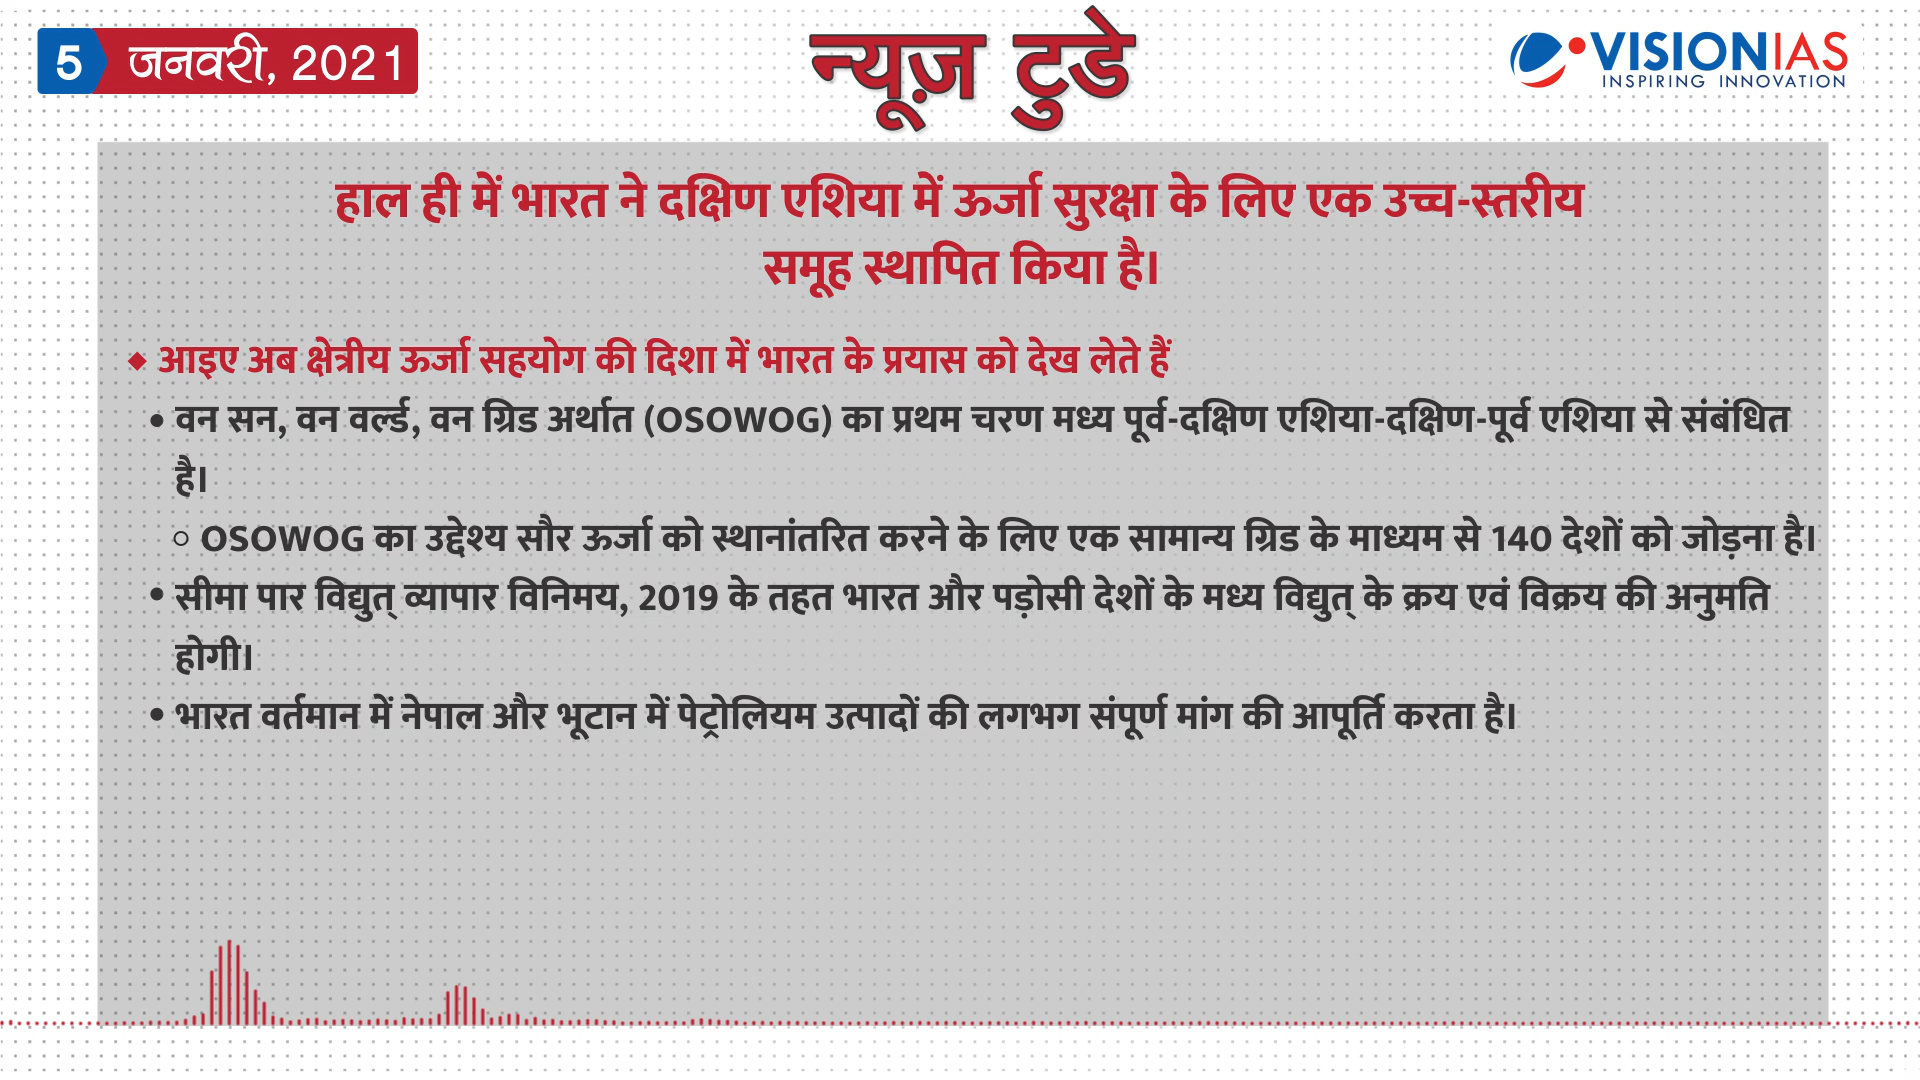 5 जनवरी, 2021
न्यूज़ टुडे
VISIONIAS
INSPIRING INNOVATION
हाल ही में भारत ने दक्षिण एशिया में ऊर्जा सुरक्षा के लिए एक उच्च-स्तरीय
समूह स्थापित किया है।
◆ आइए अब क्षेत्रीय ऊर्जा सहयोग की दिशा में भारत के प्रयास को देख लेते हैं
• वन सन, वन वर्ल्ड, वन ग्रिड अर्थात (OSOWOG) का प्रथम चरण मध्य पूर्व-दक्षिण एशिया-दक्षिण-पूर्व एशिया से संबंधित
है।
○ OSOWOG का उद्देश्य सौर ऊर्जा को स्थानांतरित करने के लिए एक सामान्य ग्रिड के माध्यम से 140 देशों को जोड़ना है।
• सीमा पार विद्युत् व्यापार विनिमय, 2019 के तहत भारत और पड़ोसी देशों के मध्य विद्युत् के क्रय एवं विक्रय की अनुमति
होगी।
• भारत वर्तमान में नेपाल और भूटान में पेट्रोलियम उत्पादों की लगभग संपूर्ण मांग की आपूर्ति करता है।